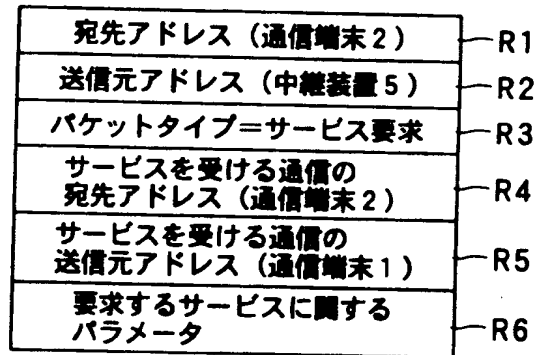 宛先アドレス（通信端末2） R1
送信元アドレス（中継装置5） R2
パケットタイプ＝サービス要求 R3
サービスを受ける通信の
宛先アドレス（通信端末2） R4
サービスを受ける通信の
送信元アドレス（通信端末1） R5
要求するサービスに関する
パラメータ R6